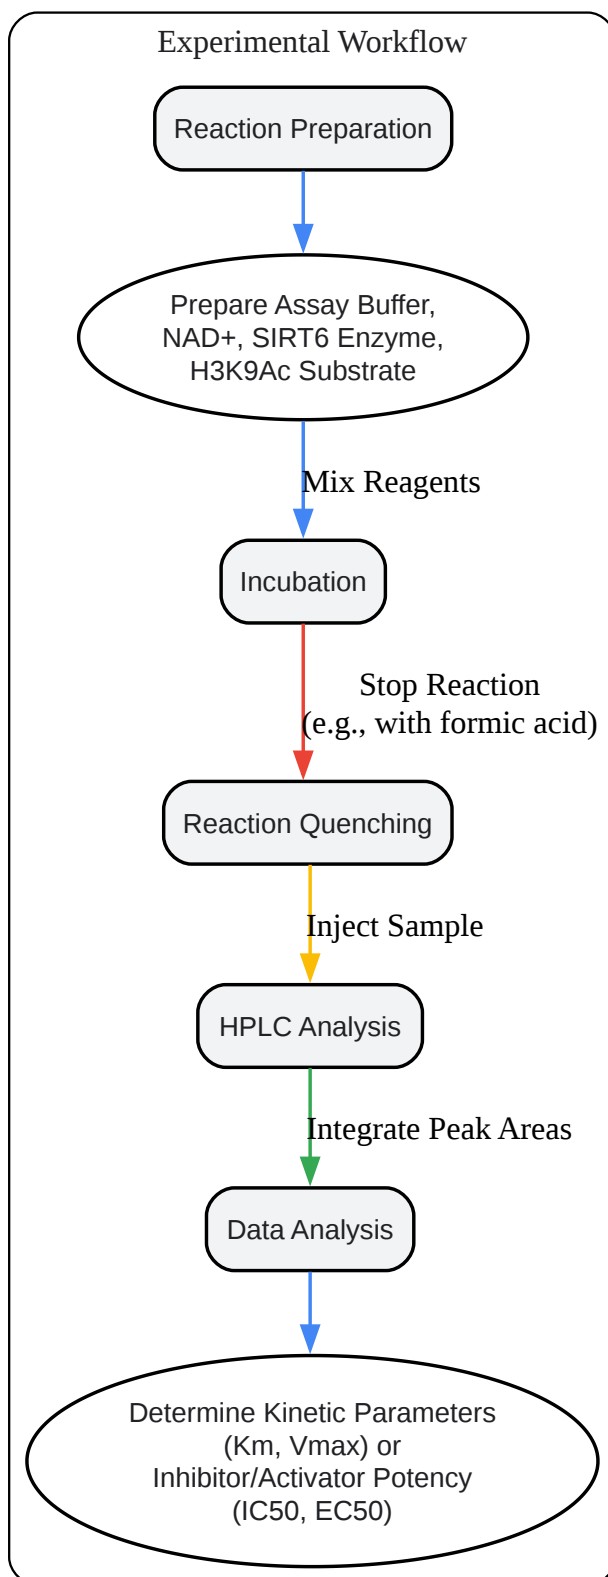 Experimental Workflow
Reaction Preparation
Prepare Assay Buffer,
NAD+, SIRT6 Enzyme,
H3K9Ac Substrate
Mix Reagents
Incubation
Stop Reaction
(e.g., with formic acid)
Reaction Quenching
Inject Sample
HPLC Analysis
Integrate Peak Areas
Data Analysis
Determine Kinetic Parameters
(Km, Vmax) or
Inhibitor/Activator Potency
(IC50, EC50)